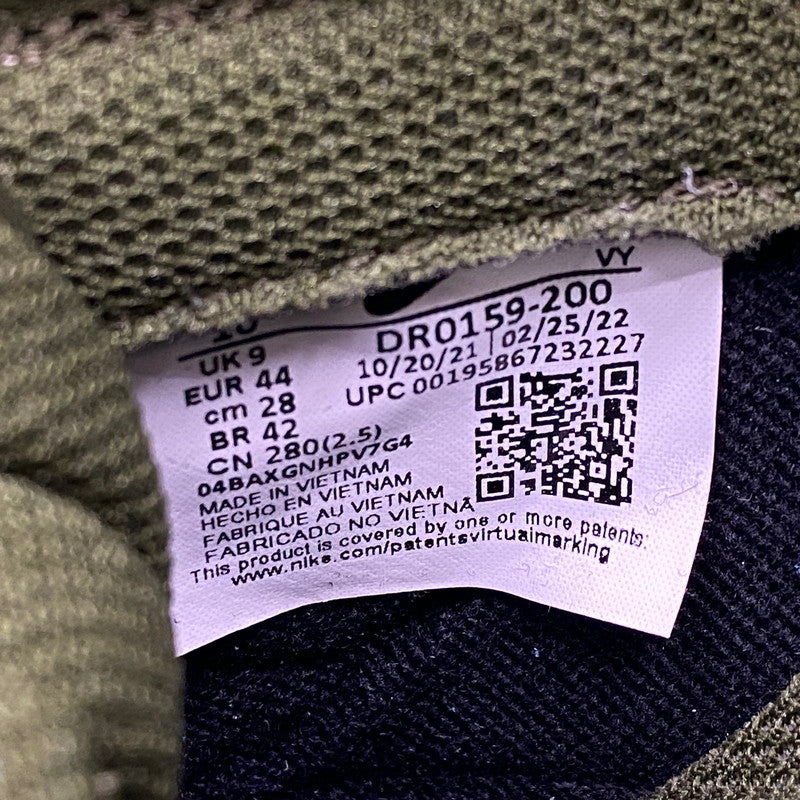 VY
10
DR0159-200
10/20/21 02/25/22
UPC 00195867232227
UK 9
EUR 44
cm 28
BR 42
CN 280(2.5)
04BAXGNHPV7G4
MADE IN VIETNAM
HECHO EN VIETNAM
FABRIQUE AU VIETNAM
FABRICADO NO VIETNÃ
This product is covered by one or more patents:
www.nike.com/patentsvirtualmarking